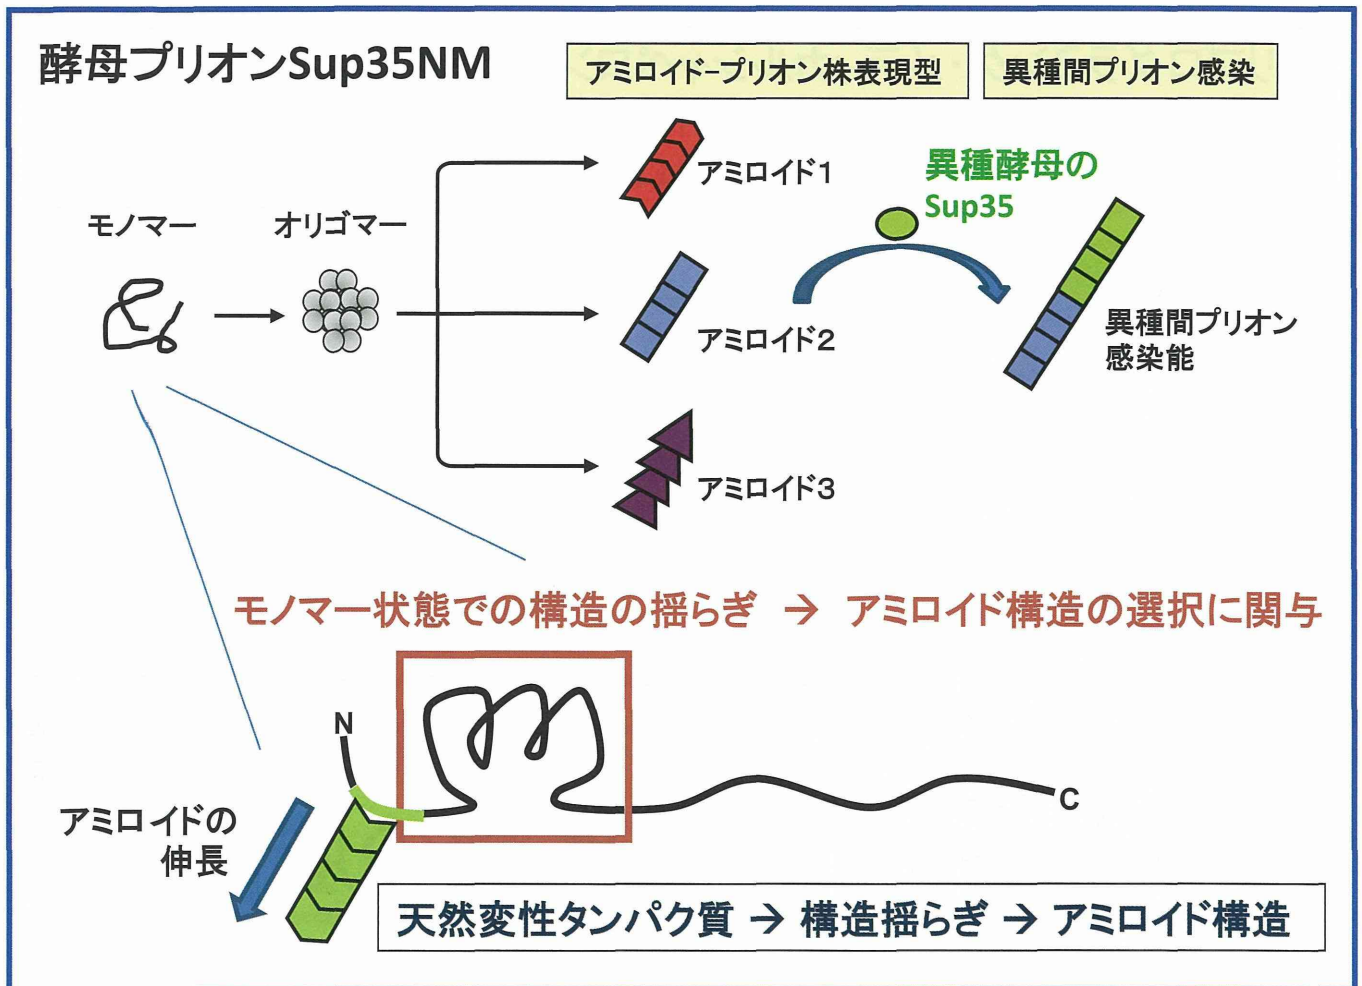 酵母プリオンSup35NM
アミロイド−プリオン株表現型
異種間プリオン感染
アミロイド1
異種酵母の
Sup35
モノマー
オリゴマー
アミロイド2
異種間プリオン
感染能
アミロイド3
モノマー状態での構造の揺らぎ → アミロイド構造の選択に関与
N
C
アミロイドの
伸長
天然変性タンパク質 → 構造揺らぎ → アミロイド構造